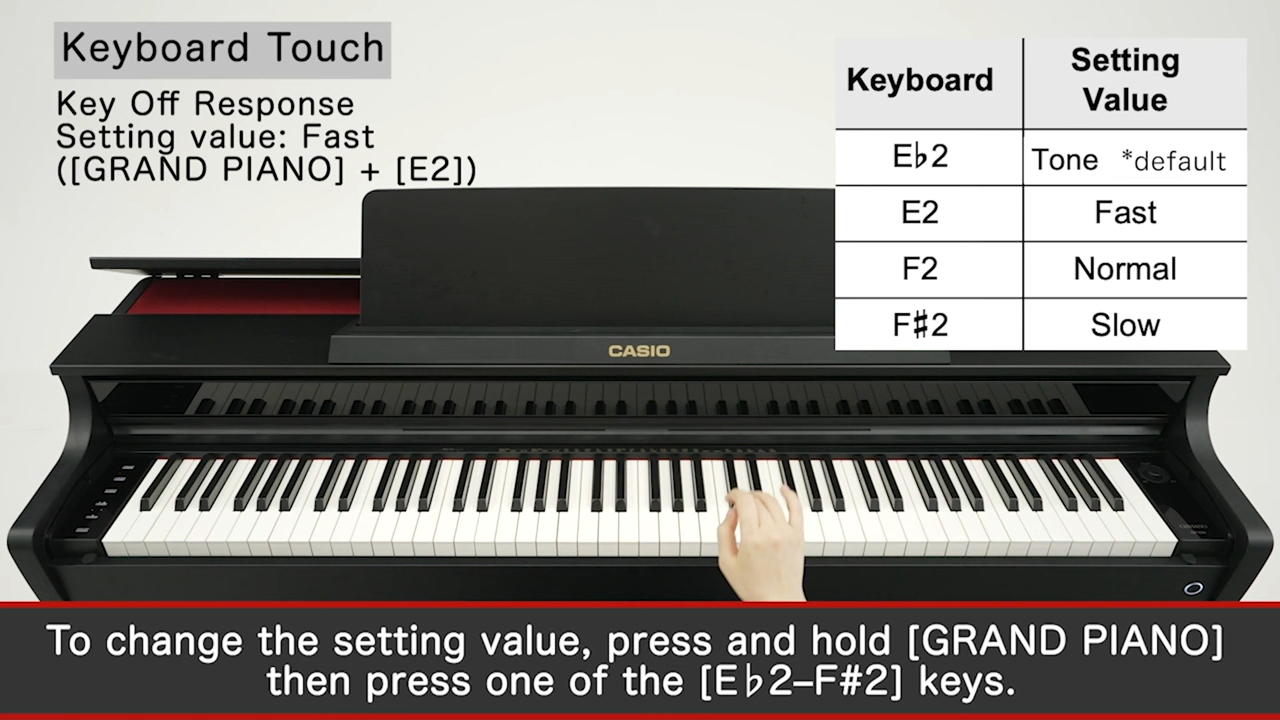 Keyboard Touch
Key Off Response
Setting value: Fast
([GRAND PIANO] + [E2])
Keyboard Setting Value
E♭2 Tone *default
E2 Fast
F2 Normal
F♯2 Slow
CASIO
To change the setting value, press and hold [GRAND PIANO]
then press one of the [E♭2–F#2] keys.